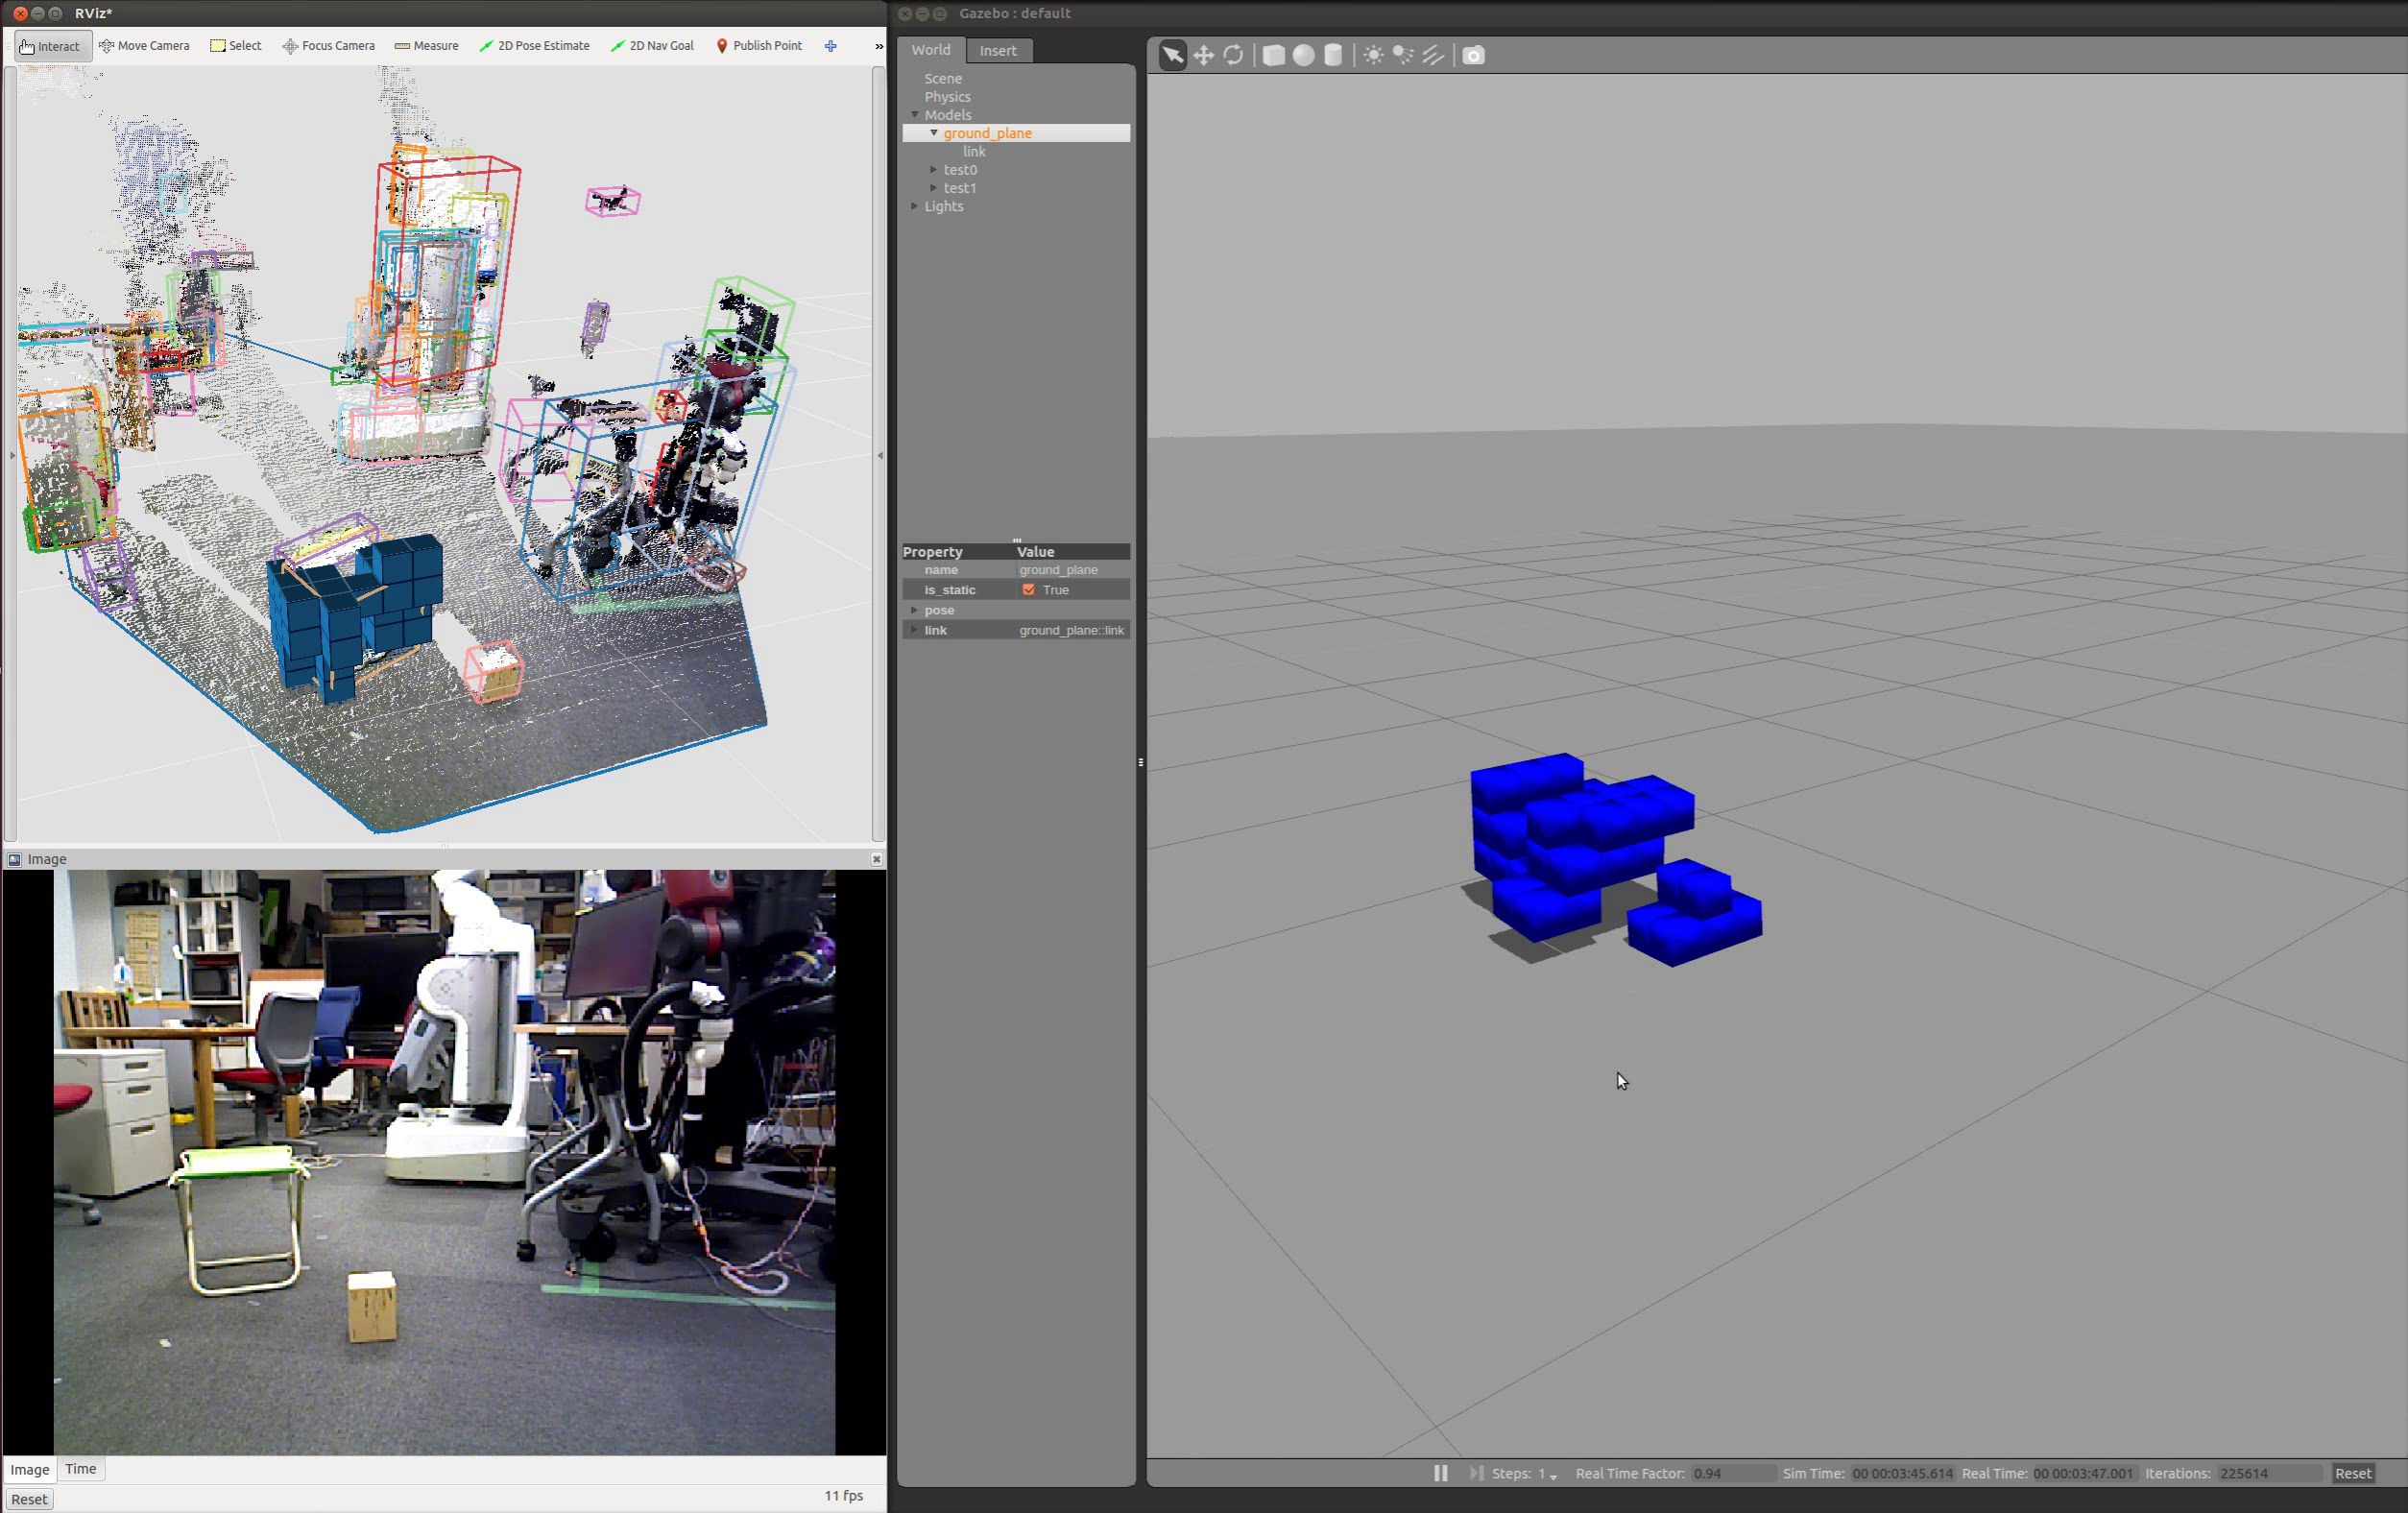 RViz*
Interact Move Camera Select Focus Camera Measure 2D Pose Estimate 2D Nav Goal Publish Point »
Image
Image Time
Reset 11 fps
Gazebo : default
World Insert
Scene
Physics
Models
ground_plane
link
test0
test1
Lights
Property Value
name ground_plane
is_static True
pose
link ground_plane::link
Steps: 1 Real Time Factor: 0.94 Sim Time: 00 00:03:45.614 Real Time: 00 00:03:47.001 Iterations: 225614 Reset